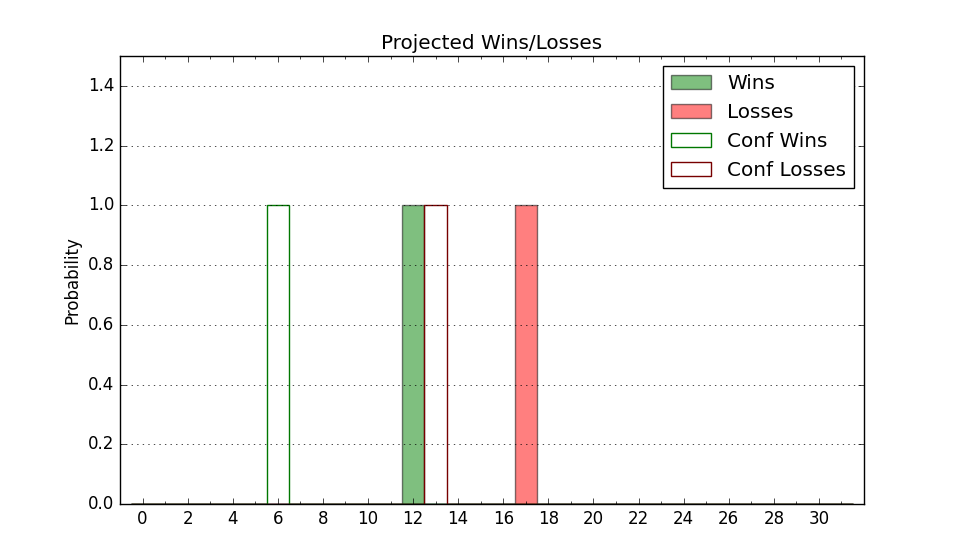 Projected Wins/Losses
Wins
Losses
Conf Wins
Conf Losses
Probability
1.4
1.2
1.0
0.8
0.6
0.4
0.2
0.0
0 2 4 6 8 10 12 14 16 18 20 22 24 26 28 30